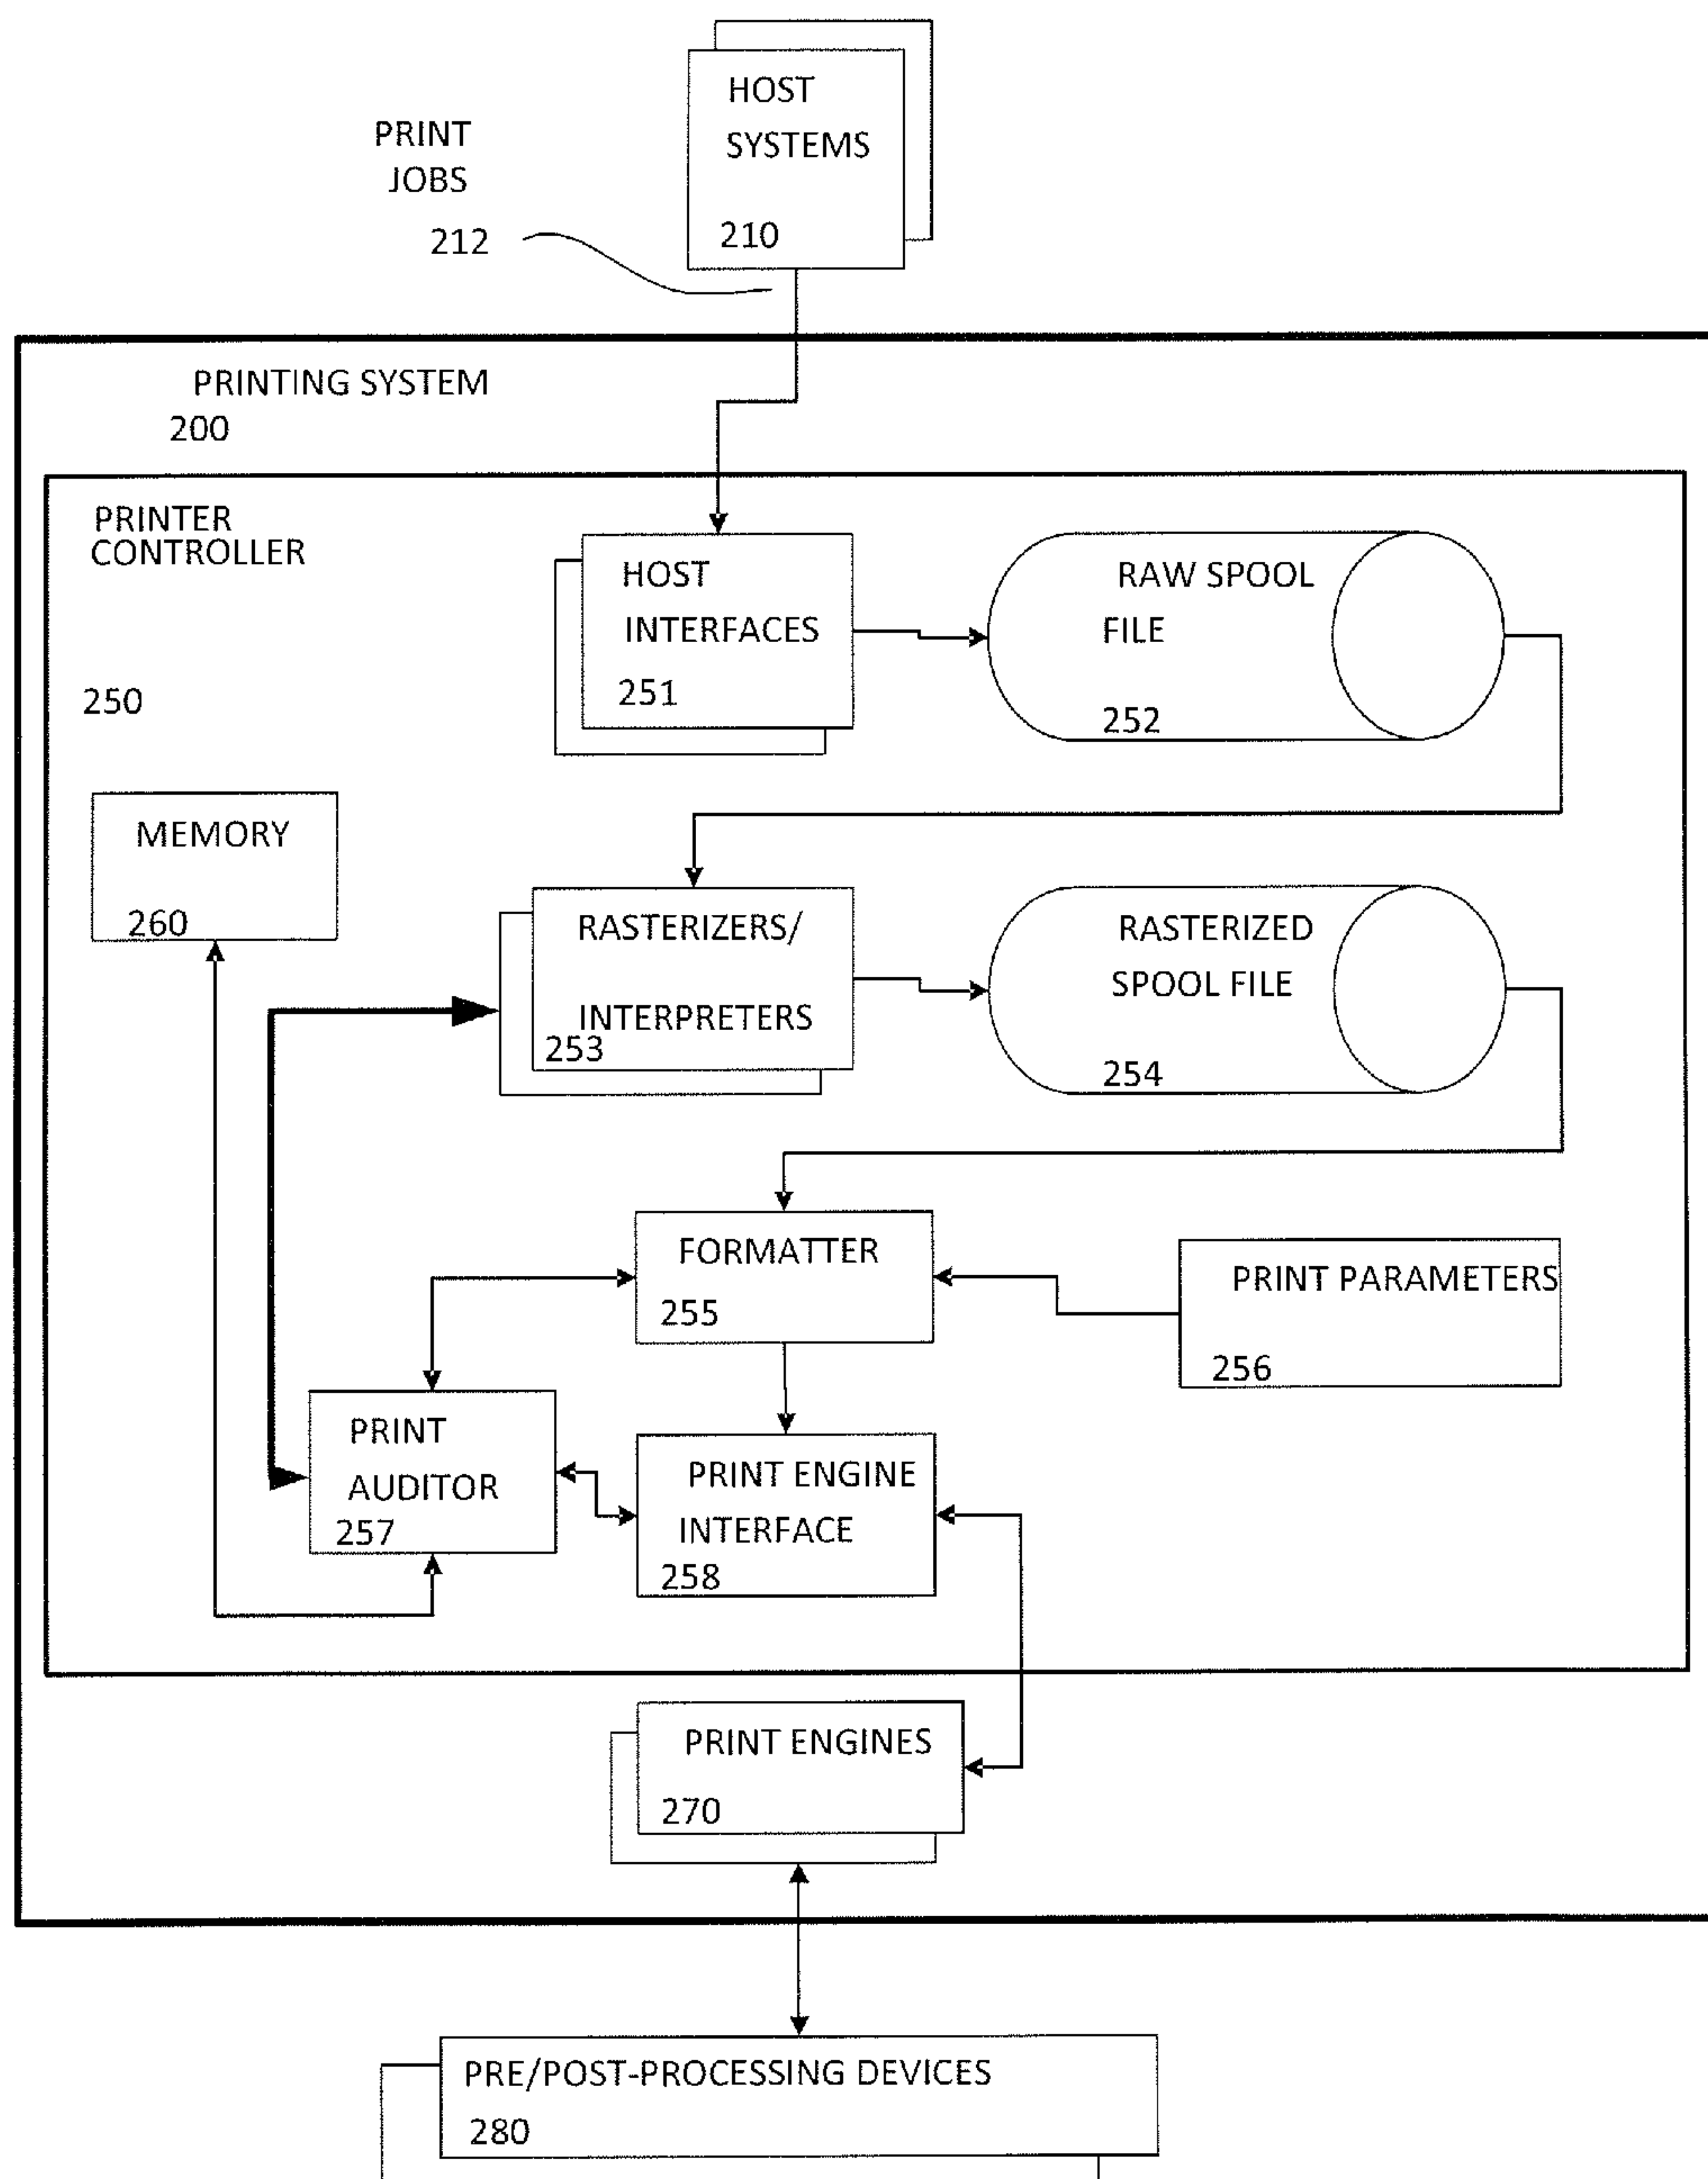 HOST
SYSTEMS
210
PRINT
JOBS
212
PRINTING SYSTEM
200
PRINTER
CONTROLLER
250
HOST
INTERFACES
251
RAW SPOOL
FILE
252
MEMORY
260
RASTERIZERS/
INTERPRETERS
253
RASTERIZED
SPOOL FILE
254
FORMATTER
255
PRINT PARAMETERS
256
PRINT
AUDITOR
257
PRINT ENGINE
INTERFACE
258
PRINT ENGINES
270
PRE/POST-PROCESSING DEVICES
280